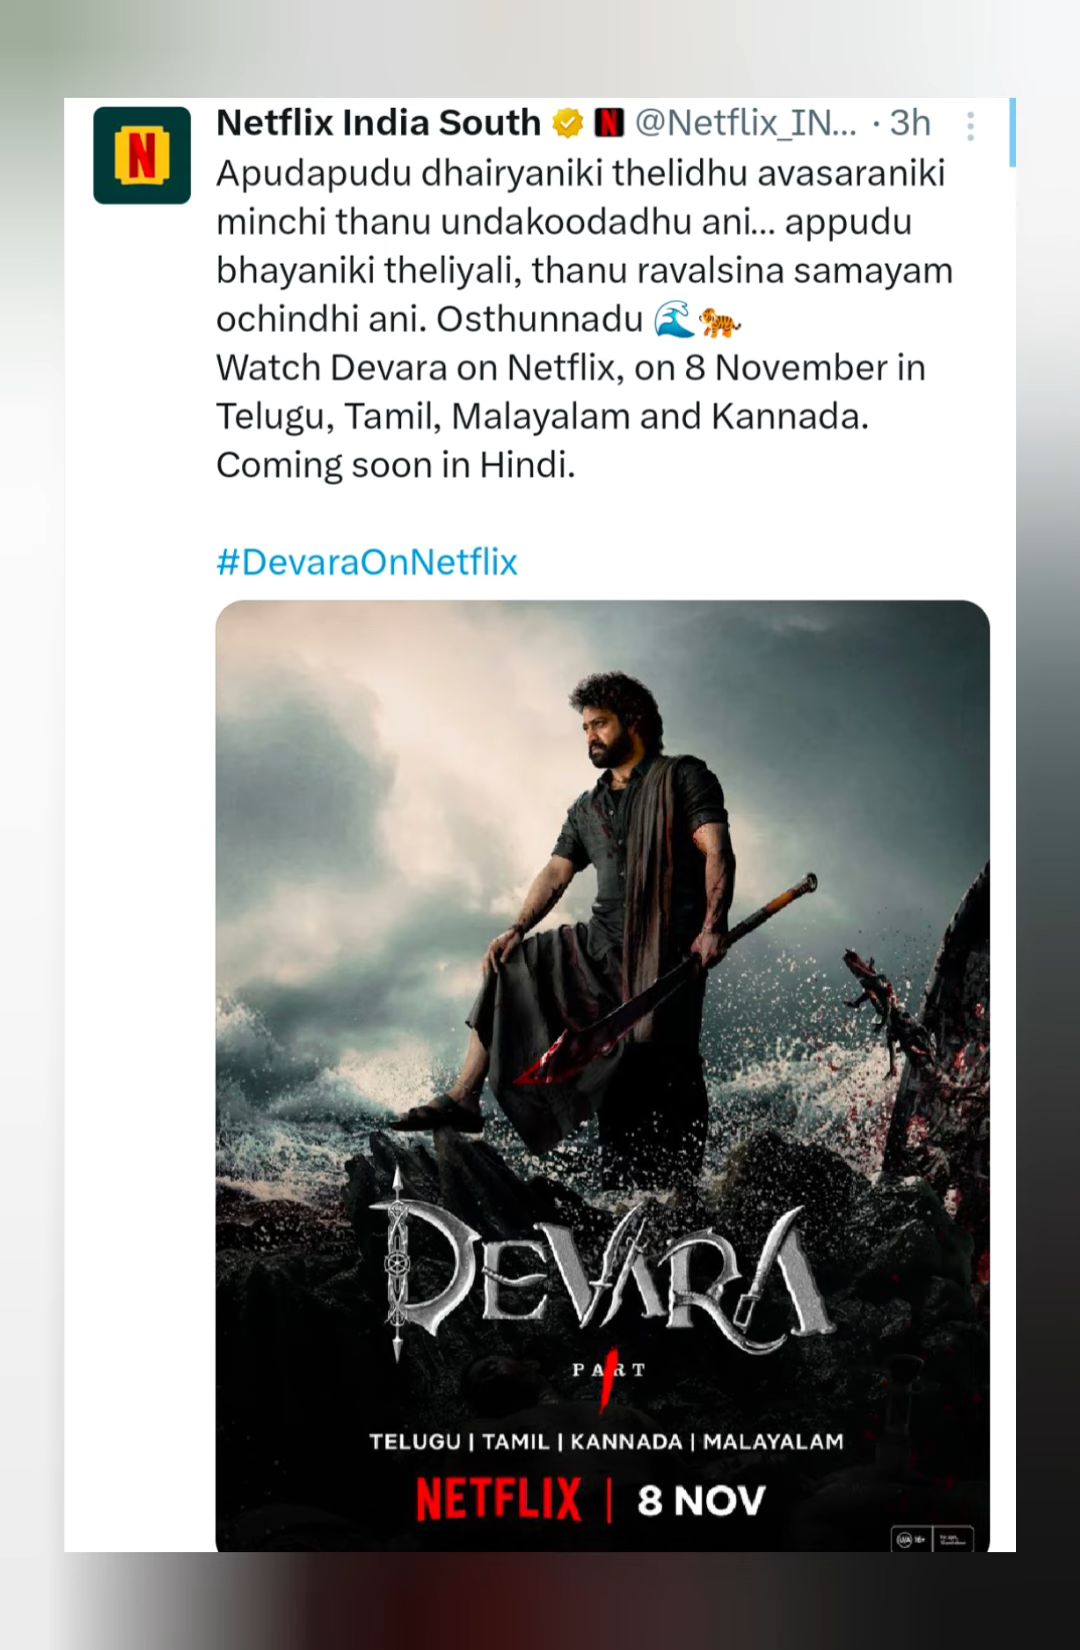 Netflix India South @Netflix_IN... · 3h
Apudapudu dhairyaniki thelidhu avasaraniki
minchi thanu undakoodadhu ani... appudu
bhayaniki theliyali, thanu ravalsina samayam
ochindhi ani. Osthunnadu 🌊🐅
Watch Devara on Netflix, on 8 November in
Telugu, Tamil, Malayalam and Kannada.
Coming soon in Hindi.
#DevaraOnNetflix
DEVARA
PART
1
TELUGU | TAMIL | KANNADA | MALAYALAM
NETFLIX | 8 NOV
U/A 16+